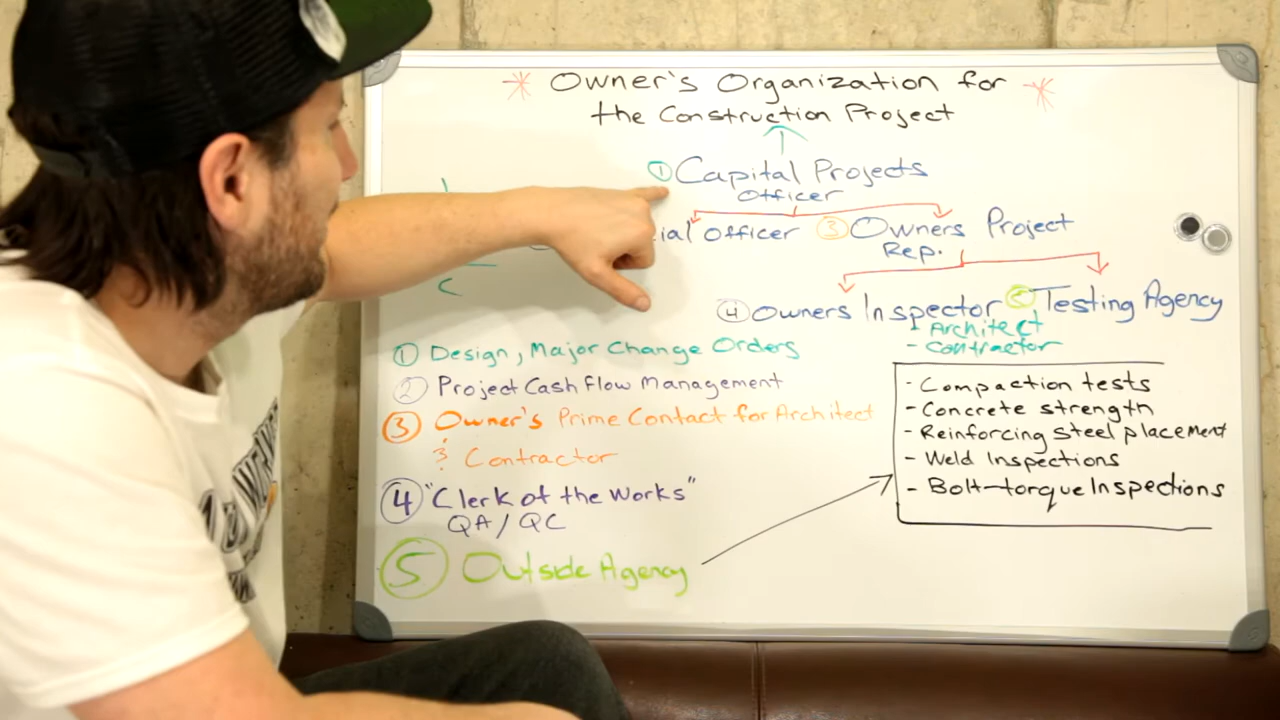 * Owner's Organization for *
the Construction Project
① Capital Projects
Officer
ial Officer ③ Owners Project
Rep.
④ Owners Inspector ⑤ Testing Agency
- Architect
- Contractor
① Design, Major Change Orders
② Project Cash Flow Management
③ Owner's Prime Contact for Architect
& Contractor
④ "Clerk of the Works"
QA/QC
⑤ Outside Agency
- Compaction tests
- Concrete strength
- Reinforcing Steel placement
- Weld Inspections
- Bolt-torque Inspections